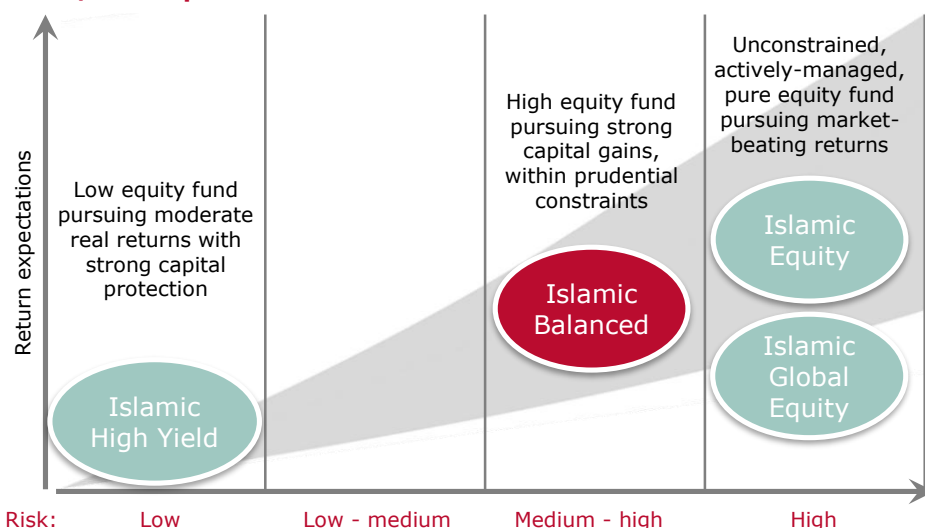 Return expectations
Low equity fund
pursuing moderate
real returns with
strong capital
protection
High equity fund
pursuing strong
capital gains,
within prudential
constraints
Unconstrained,
actively-managed,
pure equity fund
pursuing market-
beating returns
Islamic
High Yield
Islamic
Balanced
Islamic
Equity
Islamic
Global
Equity
Risk: Low Low - medium Medium - high High